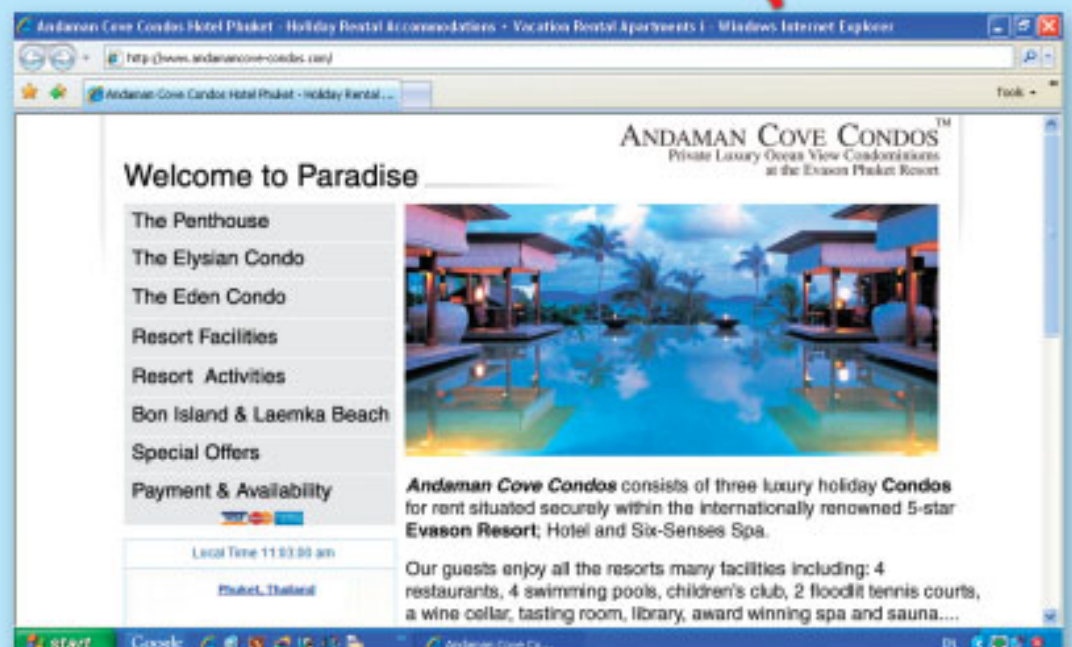 Andaman Cove Condos Hotel Phuket - Holiday Rental Accommodations - Vacation Rental Apartments i - Windows Internet Explorer
http://www.andamancove-condos.com/
Andaman Cove Condos Hotel Phuket - Holiday Rental ...
Tools
ANDAMAN COVE CONDOS™
Private Luxury Ocean View Condominiums
at the Evason Phuket Resort
Welcome to Paradise
The Penthouse
The Elysian Condo
The Eden Condo
Resort Facilities
Resort Activities
Bon Island & Laemka Beach
Special Offers
Payment & Availability
VISA
Local Time 11:03:00 am
Phuket, Thailand
Andaman Cove Condos consists of three luxury holiday Condos
for rent situated securely within the internationally renowned 5-star
Evason Resort; Hotel and Six-Senses Spa.
Our guests enjoy all the resorts many facilities including: 4
restaurants, 4 swimming pools, children's club, 2 floodlit tennis courts,
a wine cellar, tasting room, library, award winning spa and sauna....
start
Google
Andaman Cove Co...
EN